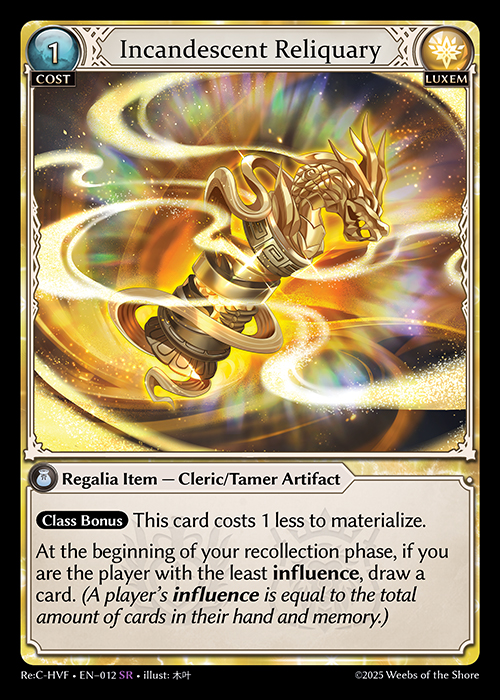 1
Incandescent Reliquary
COST
LUXEM
Regalia Item — Cleric/Tamer Artifact
Class Bonus This card costs 1 less to materialize.
At the beginning of your recollection phase, if you
are the player with the least influence, draw a
card. (A player's influence is equal to the total
amount of cards in their hand and memory.)
Re:C-HVF • EN-012 SR • illust: 木叶
©2025 Weebs of the Shore